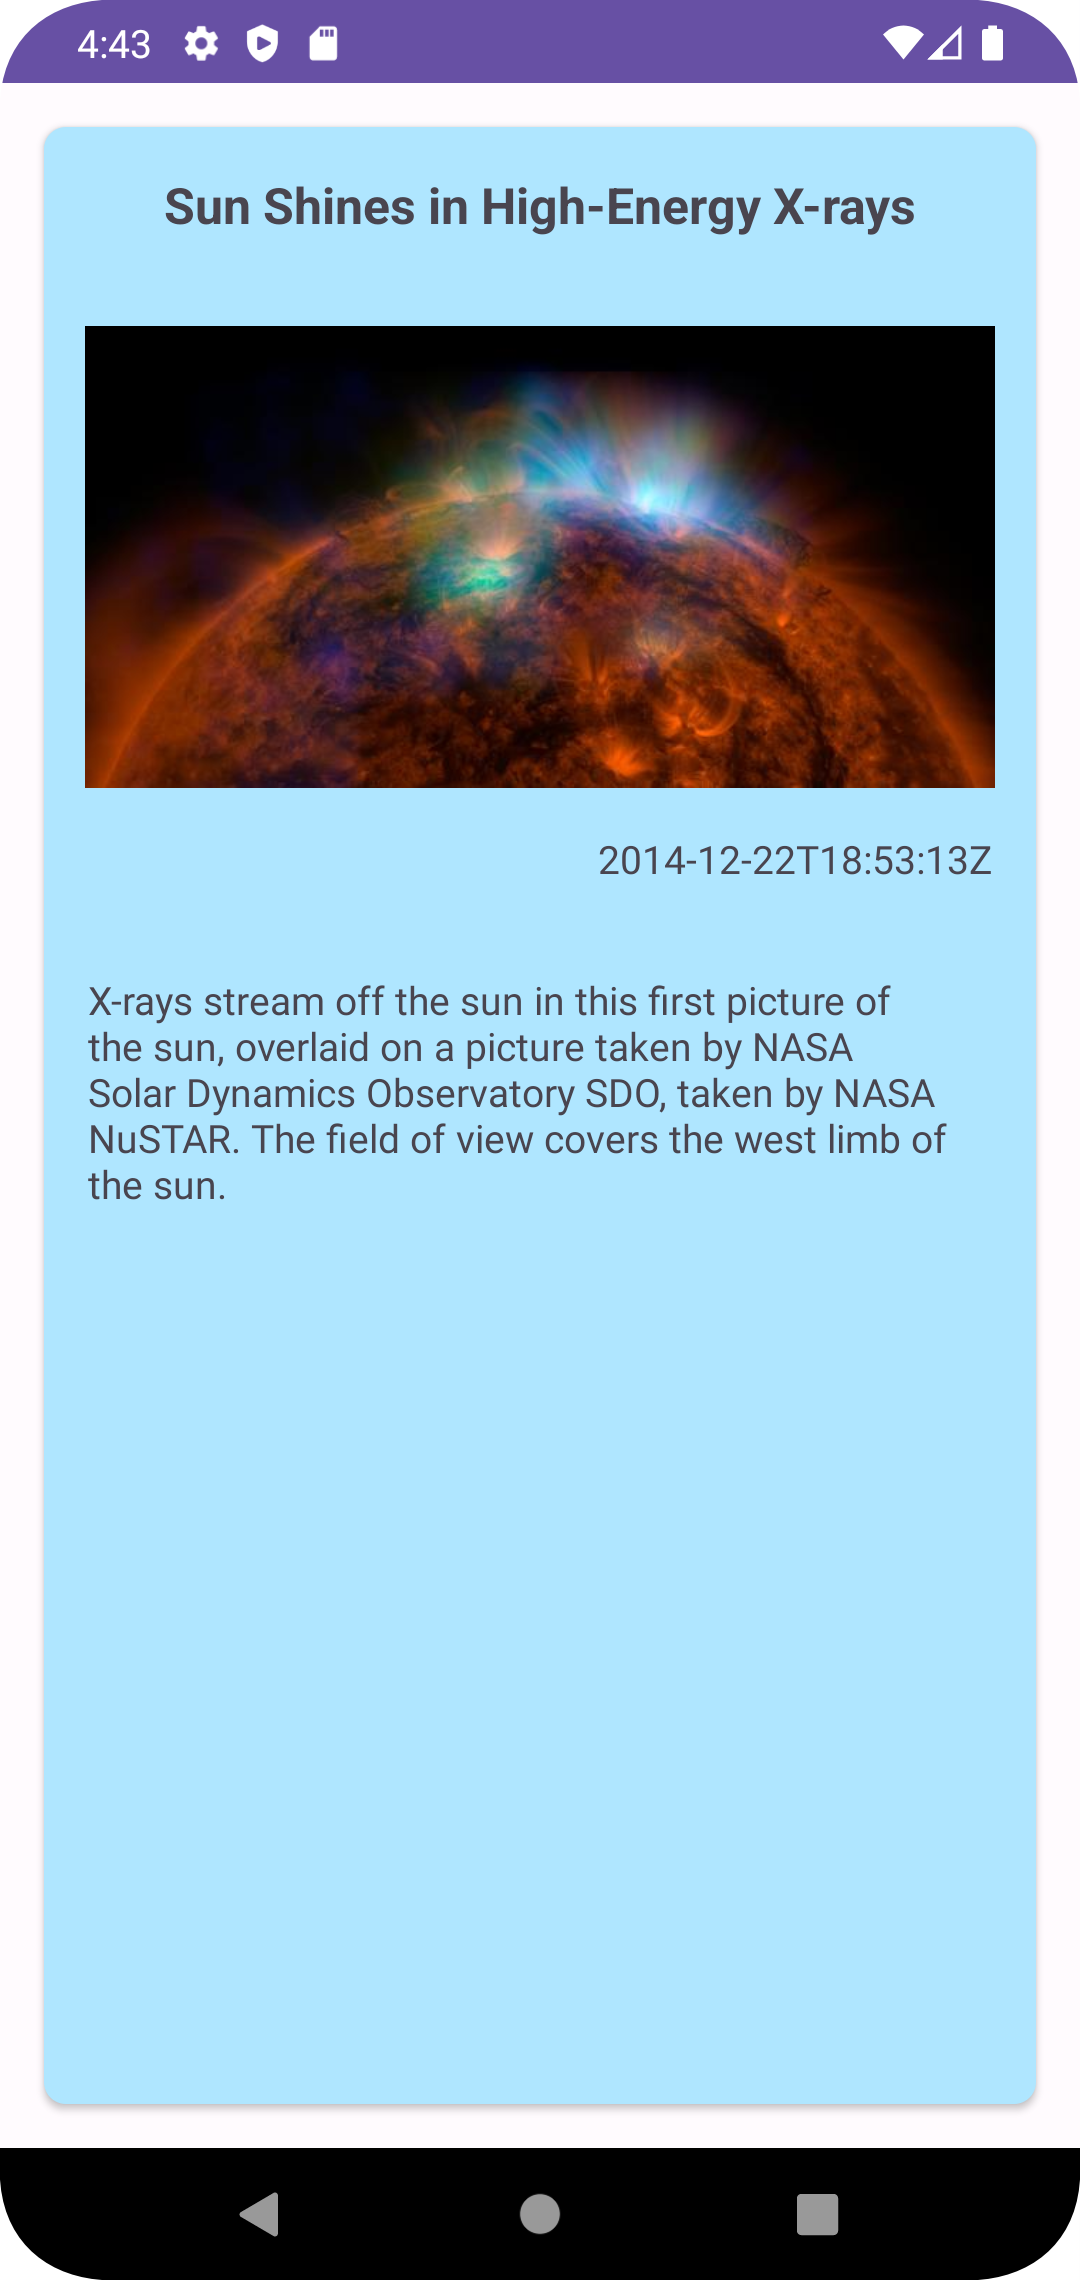 4:43
Sun Shines in High-Energy X-rays
2014-12-22T18:53:13Z
X-rays stream off the sun in this first picture of
the sun, overlaid on a picture taken by NASA
Solar Dynamics Observatory SDO, taken by NASA
NuSTAR. The field of view covers the west limb of
the sun.